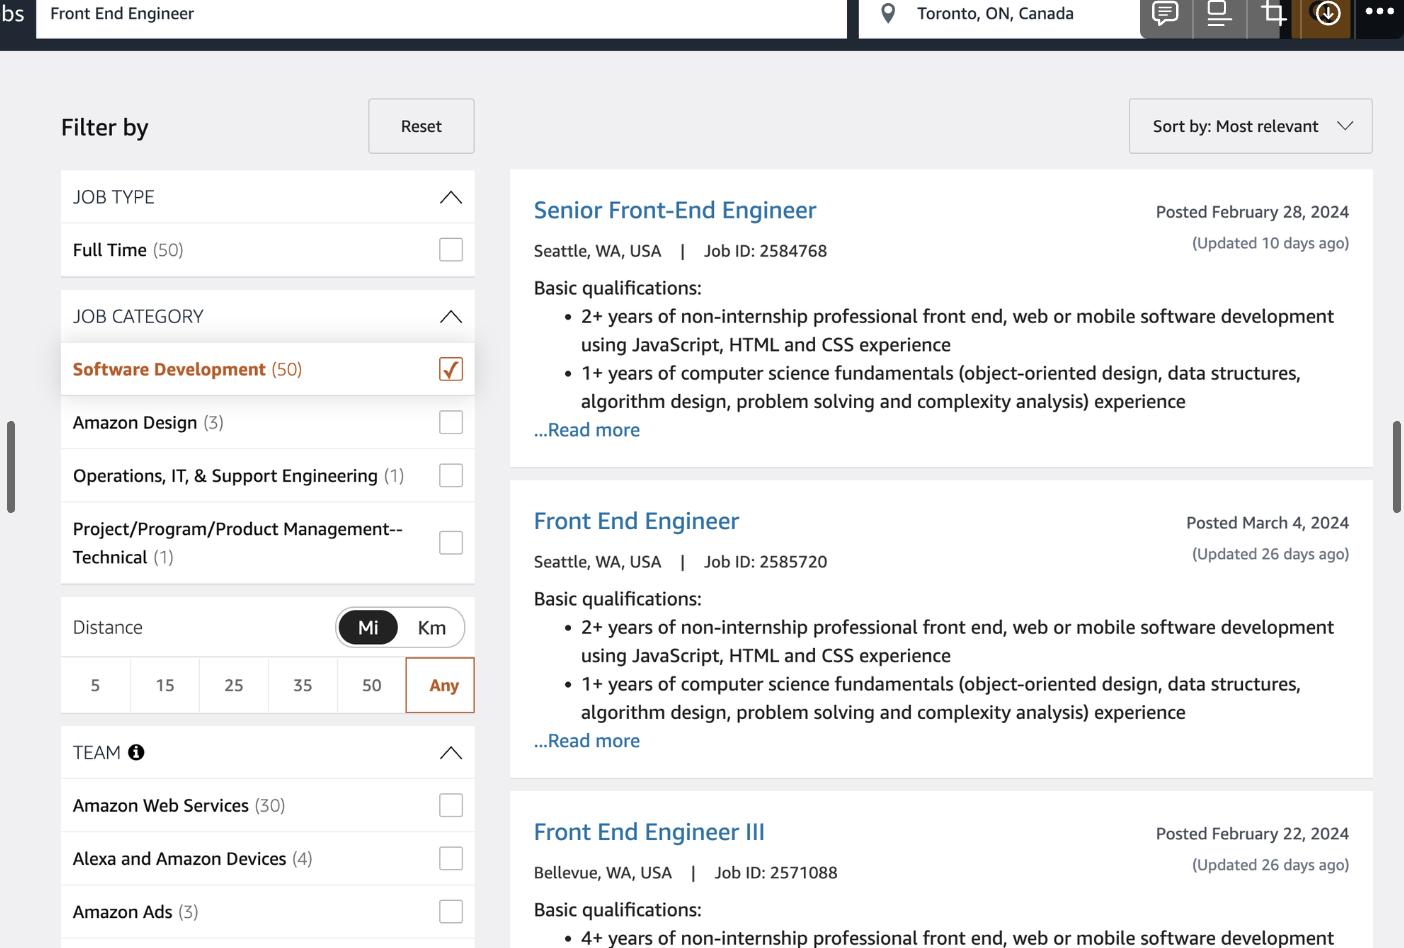 bs
Front End Engineer
Toronto, ON, Canada
Filter by
Reset
Sort by: Most relevant
JOB TYPE
Full Time (50)
JOB CATEGORY
Software Development (50)
Amazon Design (3)
Operations, IT, & Support Engineering (1)
Project/Program/Product Management--
Technical (1)
Distance
Mi Km
5 15 25 35 50 Any
TEAM
Amazon Web Services (30)
Alexa and Amazon Devices (4)
Amazon Ads (3)
Senior Front-End Engineer
Posted February 28, 2024
Seattle, WA, USA | Job ID: 2584768
(Updated 10 days ago)
Basic qualifications:
• 2+ years of non-internship professional front end, web or mobile software development
using JavaScript, HTML and CSS experience
• 1+ years of computer science fundamentals (object-oriented design, data structures,
algorithm design, problem solving and complexity analysis) experience
...Read more
Front End Engineer
Posted March 4, 2024
Seattle, WA, USA | Job ID: 2585720
(Updated 26 days ago)
Basic qualifications:
• 2+ years of non-internship professional front end, web or mobile software development
using JavaScript, HTML and CSS experience
• 1+ years of computer science fundamentals (object-oriented design, data structures,
algorithm design, problem solving and complexity analysis) experience
...Read more
Front End Engineer III
Posted February 22, 2024
Bellevue, WA, USA | Job ID: 2571088
(Updated 26 days ago)
Basic qualifications:
• 4+ years of non-internship professional front end, web or mobile software development